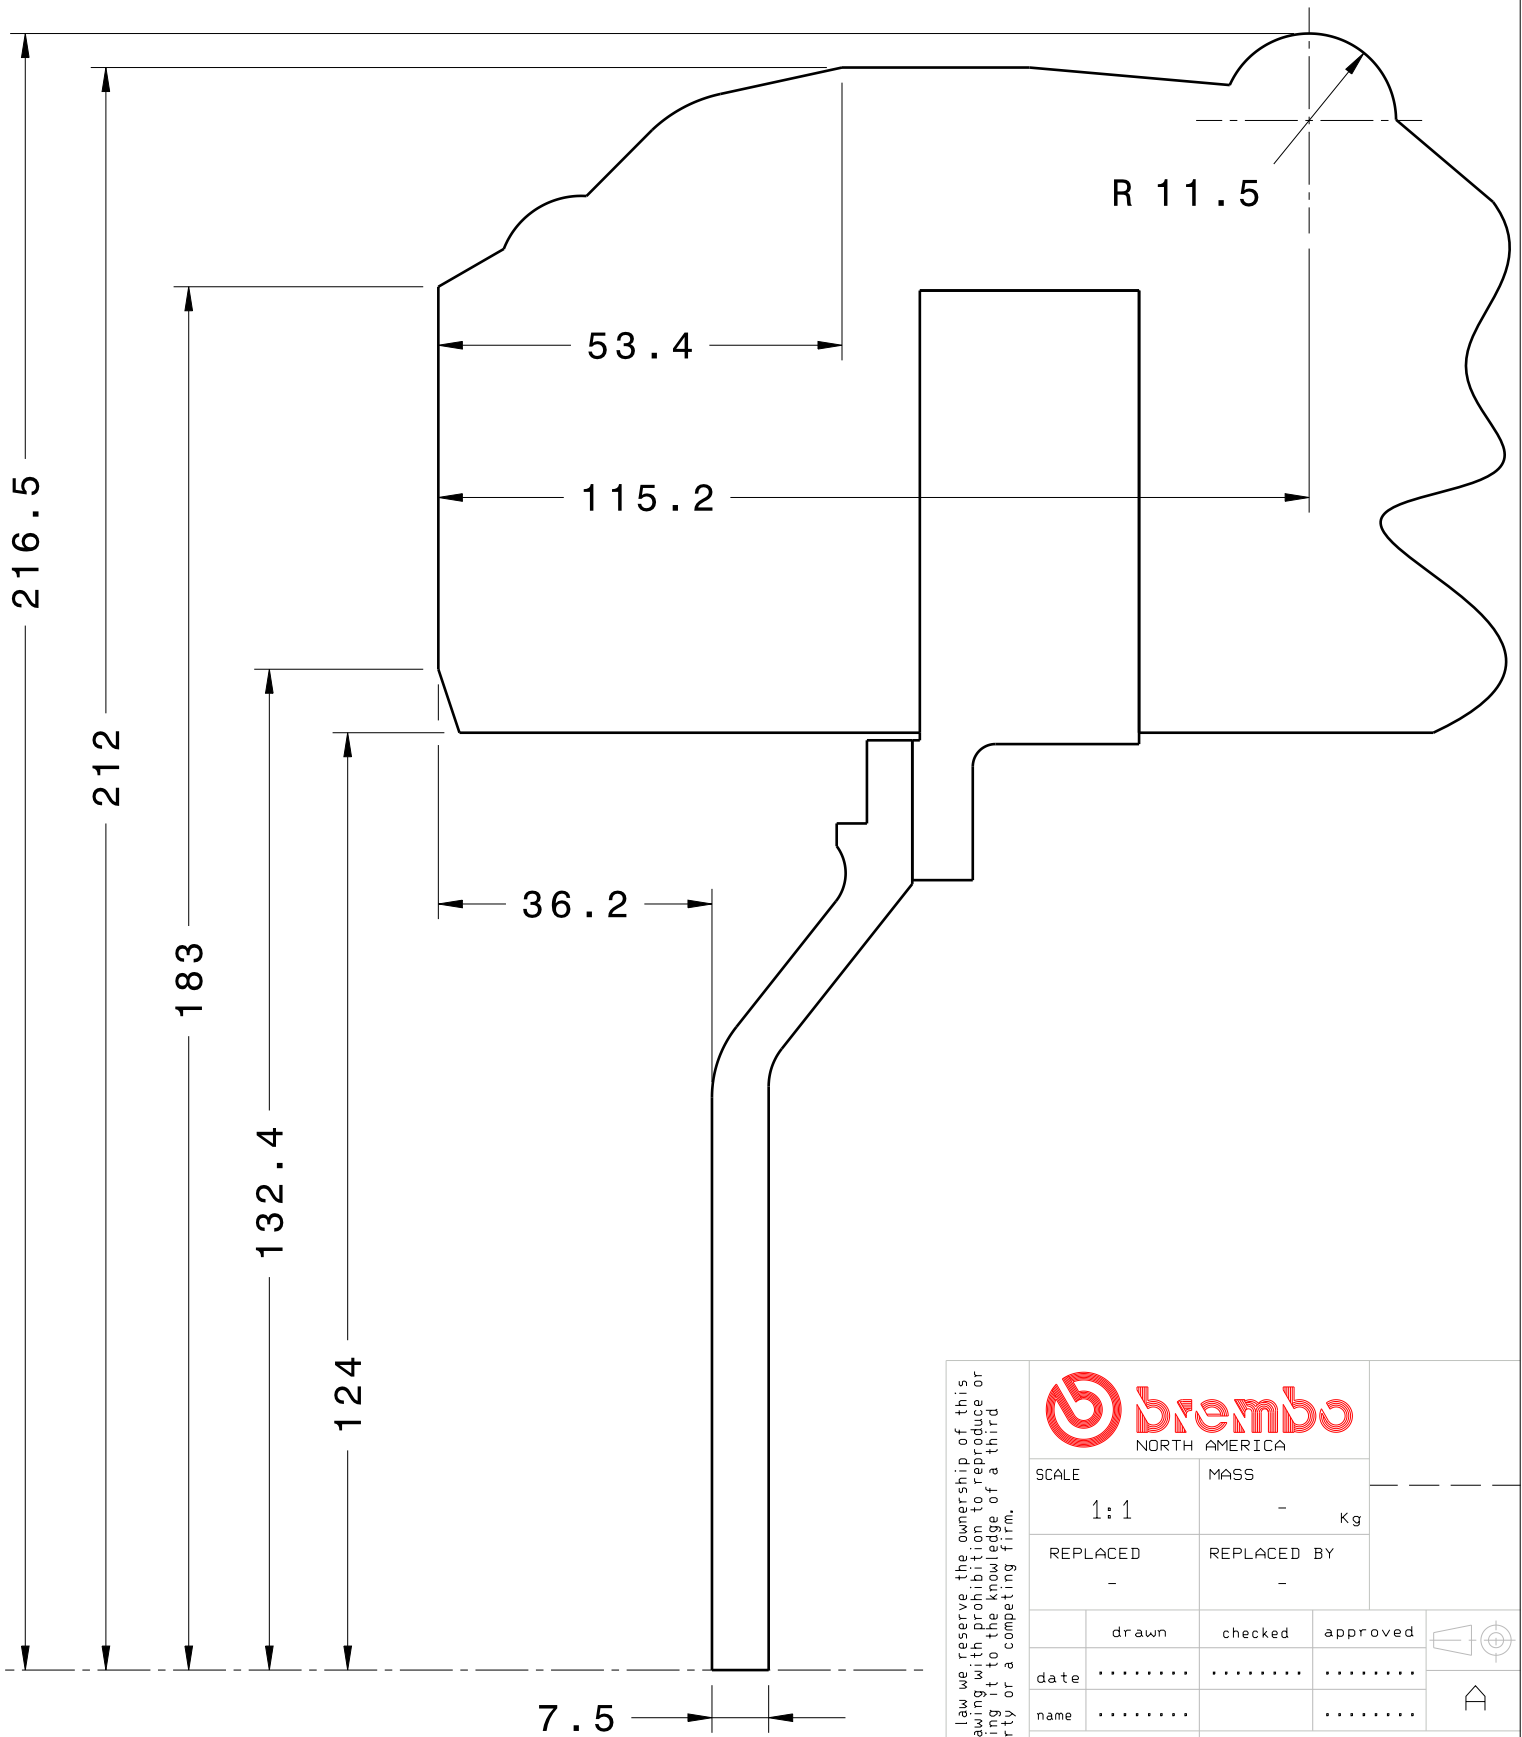 R 11.5
53.4
115.2
216.5
212
36.2
183
132.4
124
7.5
law we reserve the ownership of this
awing with prohibition to reproduce or
ing it to the knowledge of a third
rty or a competing firm.
brembo
NORTH AMERICA
SCALE MASS
1:1 - Kg
REPLACED REPLACED BY
- -
drawn checked approved
date ........ ........ ........
name ........ ........
A